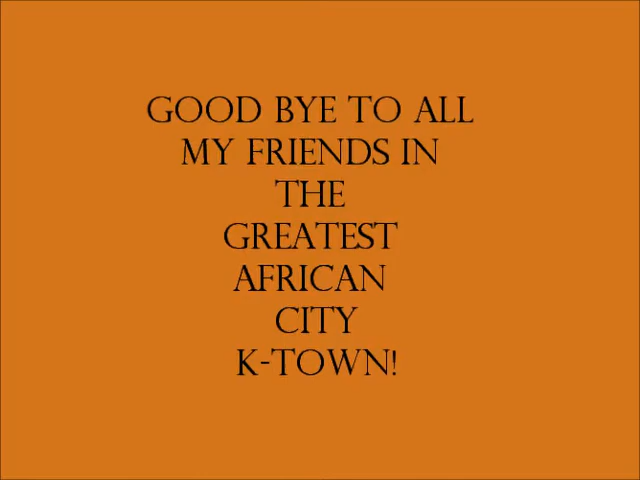 GOOD BYE TO ALL
MY FRIENDS IN
THE
GREATEST
AFRICAN
CITY
K-TOWN!